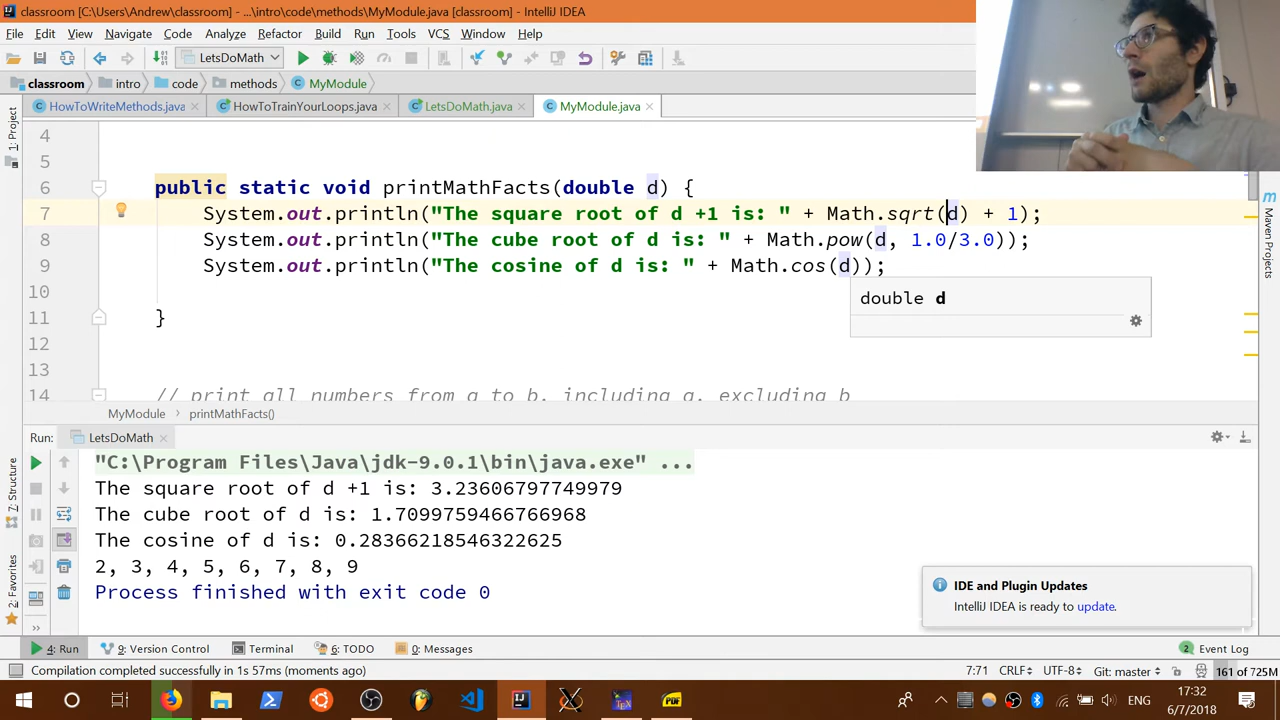 classroom [C:\Users\Andrew\classroom] - ...\intro\code\methods\MyModule.java [classroom] - IntelliJ IDEA
File Edit View Navigate Code Analyze Refactor Build Run Tools VCS Window Help
LetsDoMath
classroom intro code methods MyModule
HowToWriteMethods.java HowToTrainYourLoops.java LetsDoMath.java MyModule.java
1: Project
Maven Projects
4
5
6 public static void printMathFacts(double d) {
7 System.out.println("The square root of d +1 is: " + Math.sqrt(d) + 1);
8 System.out.println("The cube root of d is: " + Math.pow(d, 1.0/3.0));
9 System.out.println("The cosine of d is: " + Math.cos(d));
10
double d
11 }
12
13
14 // print all numbers from a to b, including a, excluding b
MyModule printMathFacts()
Run: LetsDoMath
7: Structure
2: Favorites
"C:\Program Files\Java\jdk-9.0.1\bin\java.exe" ...
The square root of d +1 is: 3.23606797749979
The cube root of d is: 1.7099759466766968
The cosine of d is: 0.28366218546322625
2, 3, 4, 5, 6, 7, 8, 9
Process finished with exit code 0
IDE and Plugin Updates
IntelliJ IDEA is ready to update.
4: Run 9: Version Control Terminal 6: TODO 0: Messages 2 Event Log
Compilation completed successfully in 1s 57ms (moments ago) 7:71 CRLF UTF-8 Git: master 161 of 725M
ENG 17:32
6/7/2018